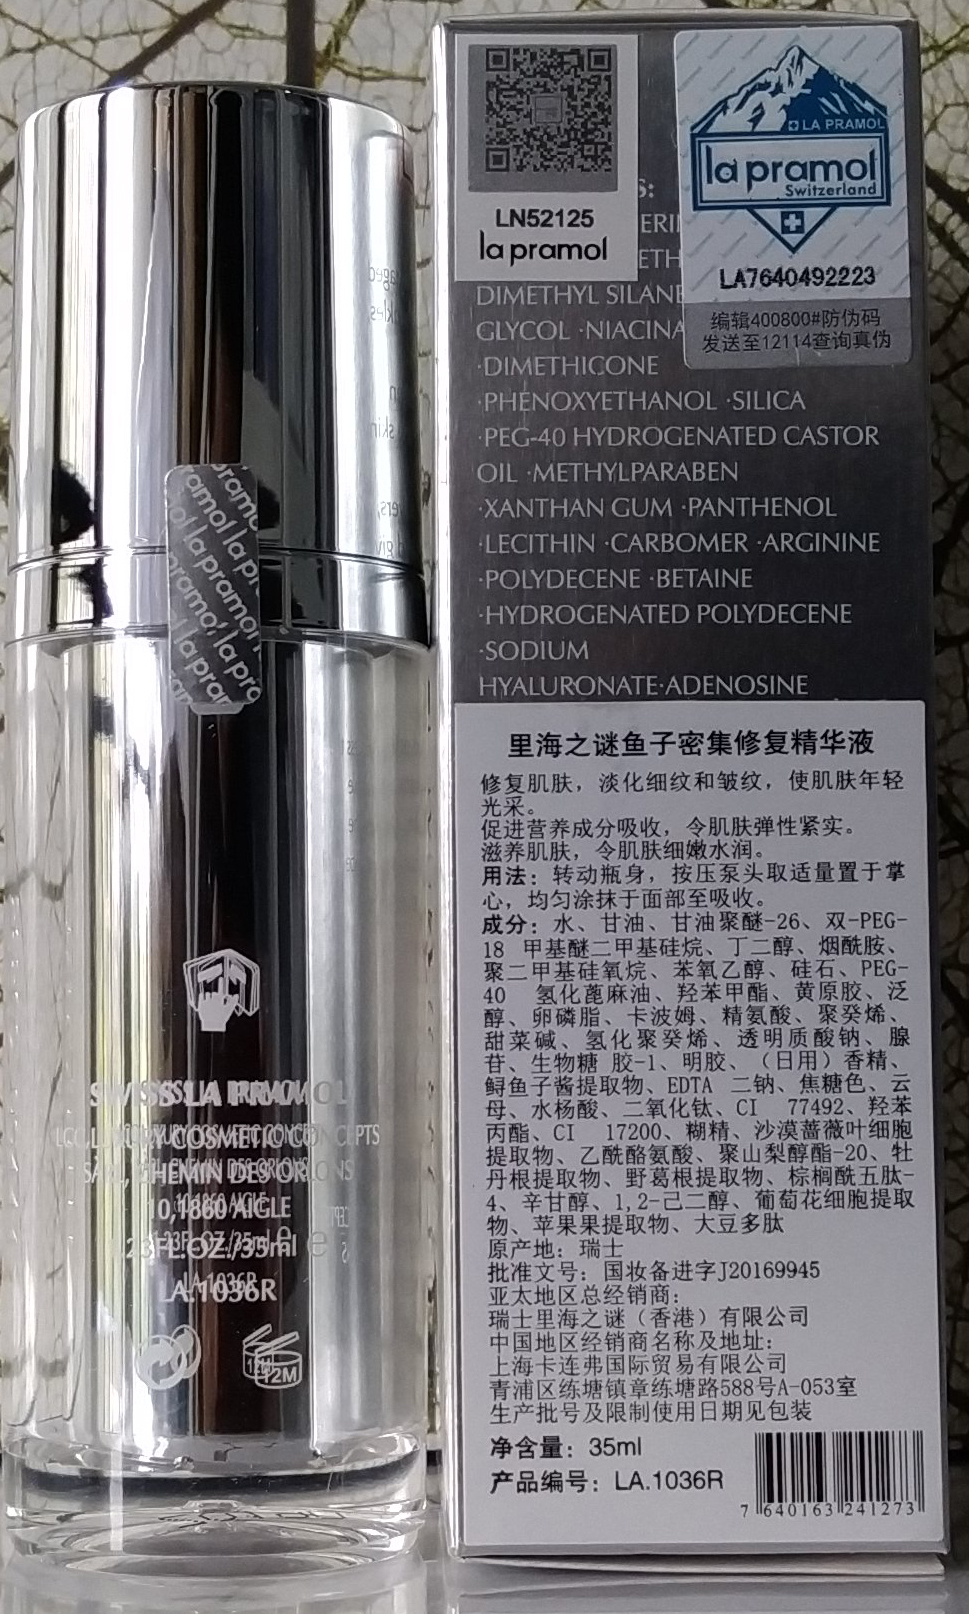 LN52125
la pramol
LA PRAMOL
la pramol
Switzerland
LA7640492223
编辑400800#防伪码
发送至12114查询真伪
S:
DIMETHYL SILANE
GLYCOL ·NIACINA
·DIMETHICONE
·PHENOXYETHANOL ·SILICA
·PEG-40 HYDROGENATED CASTOR
OIL ·METHYLPARABEN
·XANTHAN GUM ·PANTHENOL
·LECITHIN ·CARBOMER ·ARGININE
·POLYDECENE ·BETAINE
·HYDROGENATED POLYDECENE
·SODIUM
HYALURONATE·ADENOSINE
里海之谜鱼子密集修复精华液
修复肌肤，淡化细纹和皱纹，使肌肤年轻
光采。
促进营养成分吸收，令肌肤弹性紧实。
滋养肌肤，令肌肤细嫩水润。
用法：转动瓶身，按压泵头取适量置于掌
心，均匀涂抹于面部至吸收。
成分：水、甘油、甘油聚醚-26、双-PEG-
18 甲基醚二甲基硅烷、丁二醇、烟酰胺、
聚二甲基硅氧烷、苯氧乙醇、硅石、PEG-
40 氢化蓖麻油、羟苯甲酯、黄原胶、泛
醇、卵磷脂、卡波姆、精氨酸、聚癸烯、
甜菜碱、氢化聚癸烯、透明质酸钠、腺
苷、生物糖 胶-1、明胶、（日用）香精、
鲟鱼子酱提取物、EDTA 二钠、焦糖色、云
母、水杨酸、二氧化钛、CI 77492、羟苯
丙酯、CI 17200、糊精、沙漠蔷薇叶细胞
提取物、乙酰酪氨酸、聚山梨醇酯-20、牡
丹根提取物、野葛根提取物、棕榈酰五肽-
4、辛甘醇、1,2-己二醇、葡萄花细胞提取
物、苹果果提取物、大豆多肽
原产地：瑞士
批准文号：国妆备进字J20169945
亚太地区总经销商：
瑞士里海之谜（香港）有限公司
中国地区经销商名称及地址：
上海卡连弗国际贸易有限公司
青浦区练塘镇章练塘路588号A-053室
生产批号及限制使用日期见包装
净含量：35ml
产品编号：LA.1036R
7 640163 241273
la pramol
SWISS LA PRAMOL
COSMETIC CONCEPTS
CHEMIN DES ORLONS
10,1860 AIGLE
FL.OZ./35ml e
LA.1036R
12M